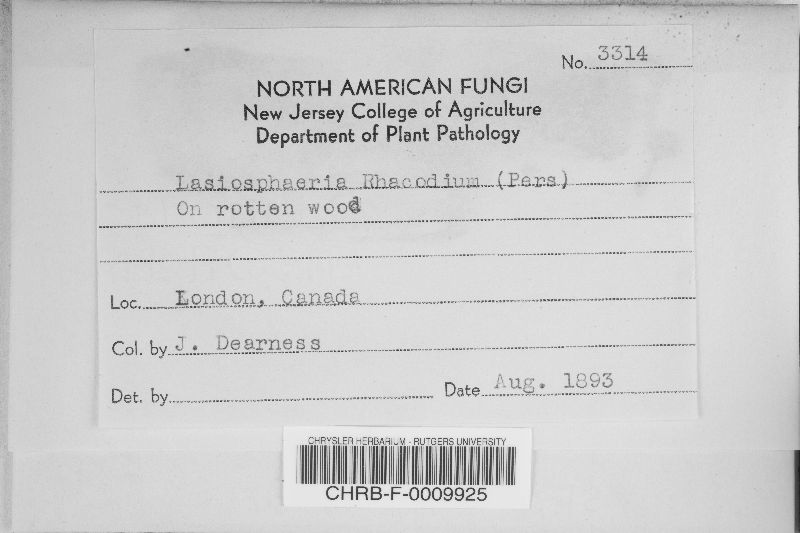 No. 3314
NORTH AMERICAN FUNGI
New Jersey College of Agriculture
Department of Plant Pathology
Lasiosphaeria Rhacodium (Pers)
On rotten wood
Loc. London, Canada
Col. by J. Dearness
Det. by
Date Aug. 1893
CHRYSLER HERBARIUM - RUTGERS UNIVERSITY
CHRB-F-0009925